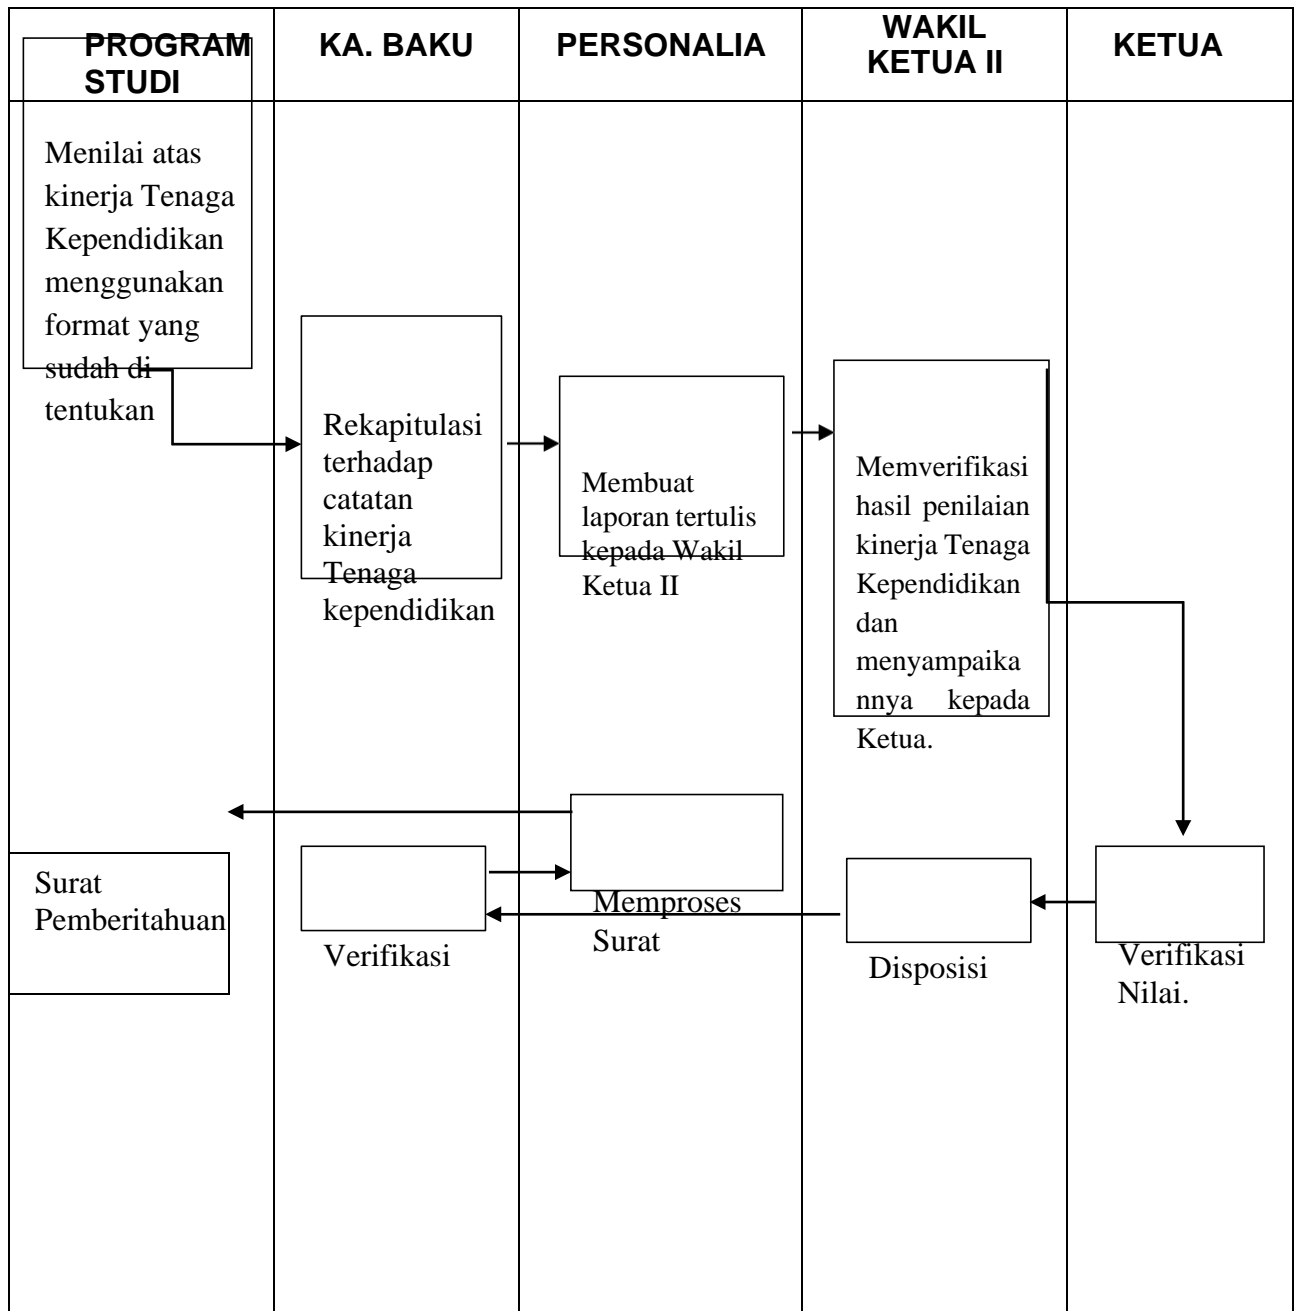 PROGRAM
STUDI
KA. BAKU
PERSONALIA
WAKIL
KETUA II
KETUA
Menilai atas
kinerja Tenaga
Kependidikan
menggunakan
format yang
sudah di
tentukan
Rekapitulasi
terhadap
catatan
kinerja
Tenaga
kependidikan
Membuat
laporan tertulis
kepada Wakil
Ketua II
Memverifikasi
hasil penilaian
kinerja Tenaga
Kependidikan
dan
menyampaika
nnya kepada
Ketua.
Surat
Pemberitahuan
Verifikasi
Memproses
Surat
Disposisi
Verifikasi
Nilai.